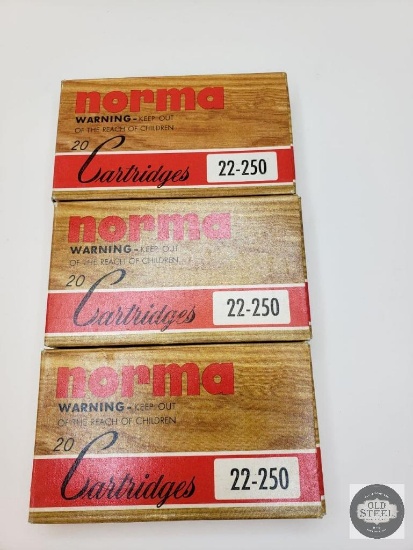 norma
WARNING-KEEP OUT
OF THE REACH OF CHILDREN
20 Cartridges 22-250
norma
WARNING-KEEP OUT
OF THE REACH OF CHILDREN
20 Cartridges 22-250
norma
WARNING-KEEP OUT
OF THE REACH OF CHILDREN
20 Cartridges 22-250
OLD
STEEL